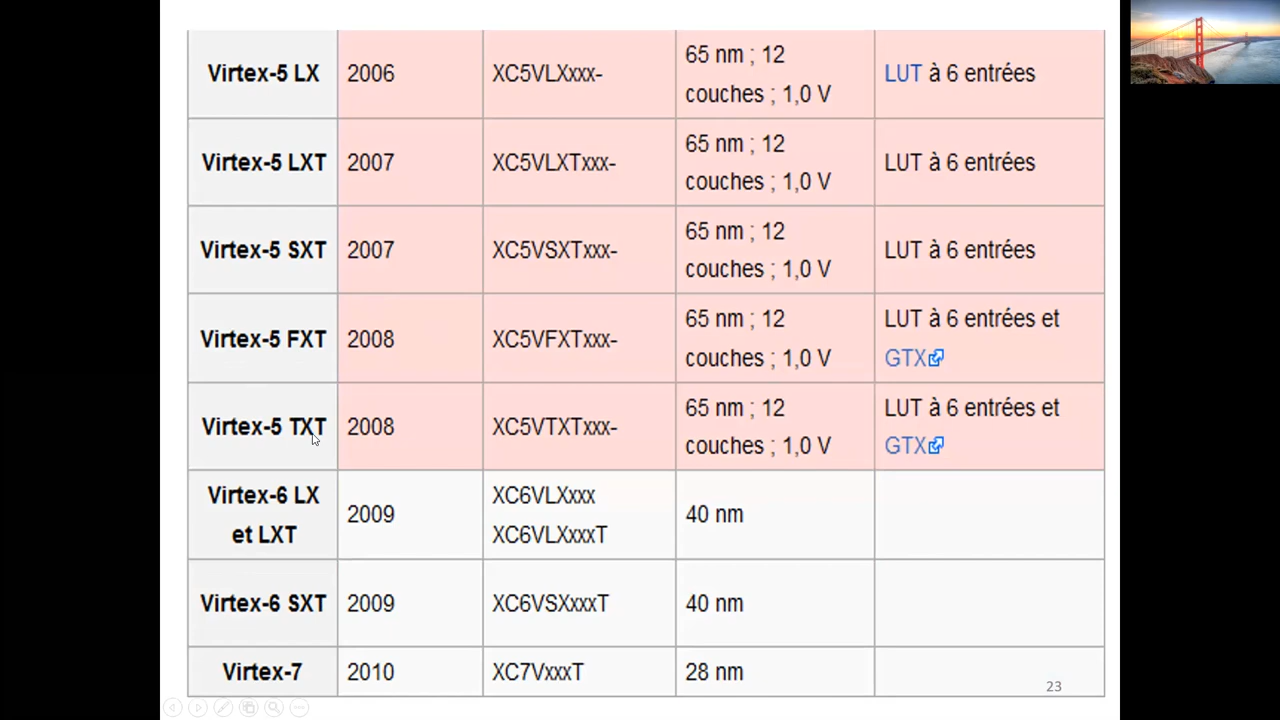 Virtex-5 LX 2006 XC5VLXxxx- 65 nm ; 12 couches ; 1,0 V LUT à 6 entrées
Virtex-5 LXT 2007 XC5VLXTxxx- 65 nm ; 12 couches ; 1,0 V LUT à 6 entrées
Virtex-5 SXT 2007 XC5VSXTxxx- 65 nm ; 12 couches ; 1,0 V LUT à 6 entrées
Virtex-5 FXT 2008 XC5VFXTxxx- 65 nm ; 12 couches ; 1,0 V LUT à 6 entrées et GTX
Virtex-5 TXT 2008 XC5VTXTxxx- 65 nm ; 12 couches ; 1,0 V LUT à 6 entrées et GTX
Virtex-6 LX et LXT 2009 XC6VLXxxx XC6VLXxxxT 40 nm
Virtex-6 SXT 2009 XC6VSXxxxT 40 nm
Virtex-7 2010 XC7VxxxT 28 nm
23